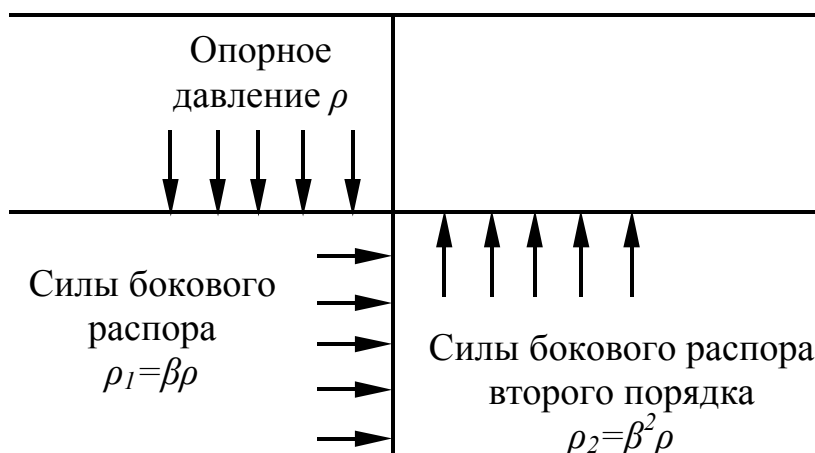 Опорное
давление ρ
Силы бокового
распора
ρ₁=βρ
Силы бокового распора
второго порядка
ρ₂=β²ρ